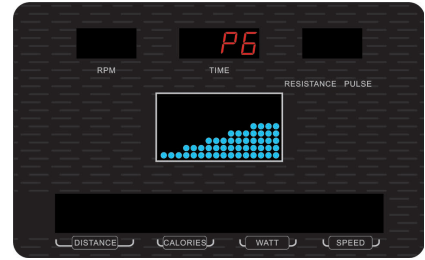 P6
RPM
TIME
RESISTANCE PULSE
DISTANCE CALORIES WATT SPEED